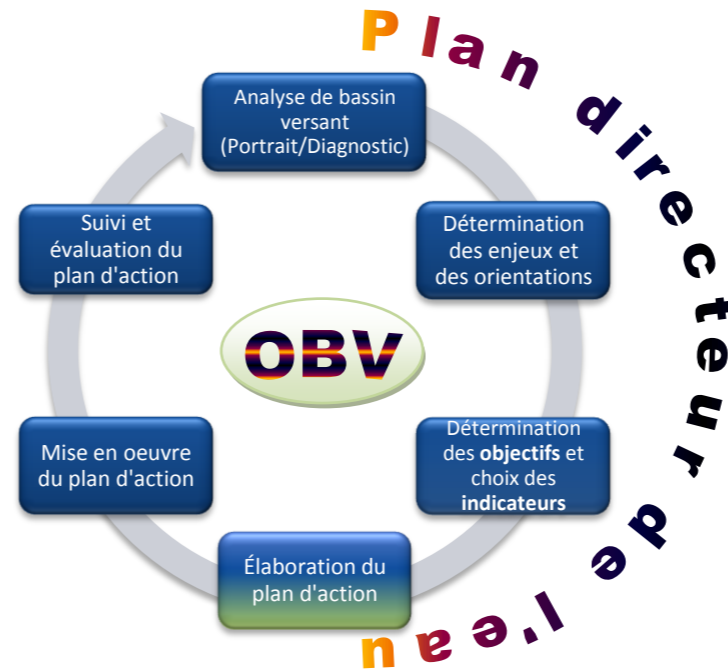 Plan directeur de l'eau
Analyse de bassin
versant
(Portrait/Diagnostic)
Détermination
des enjeux et
des orientations
Détermination
des objectifs et
choix des
indicateurs
Élaboration du
plan d'action
Mise en oeuvre
du plan d'action
Suivi et
évaluation du
plan d'action
OBV